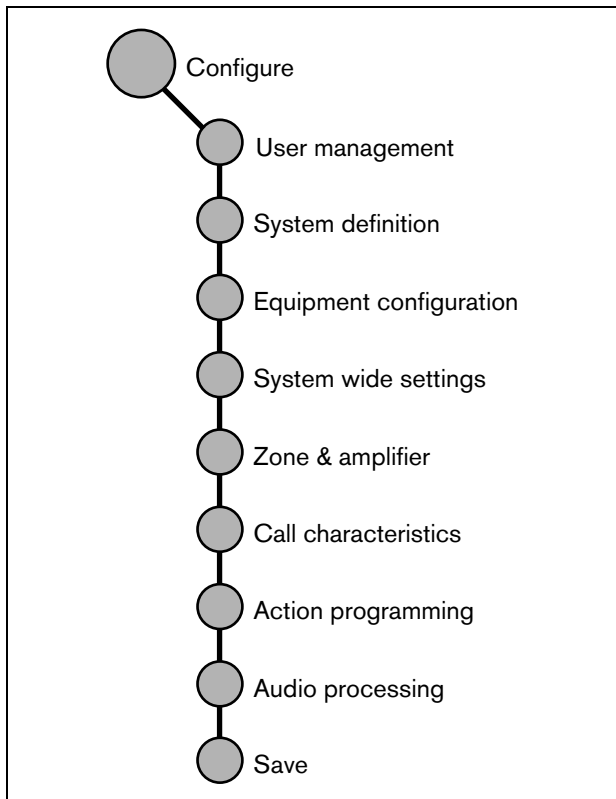 Configure
User management
System definition
Equipment configuration
System wide settings
Zone & amplifier
Call characteristics
Action programming
Audio processing
Save